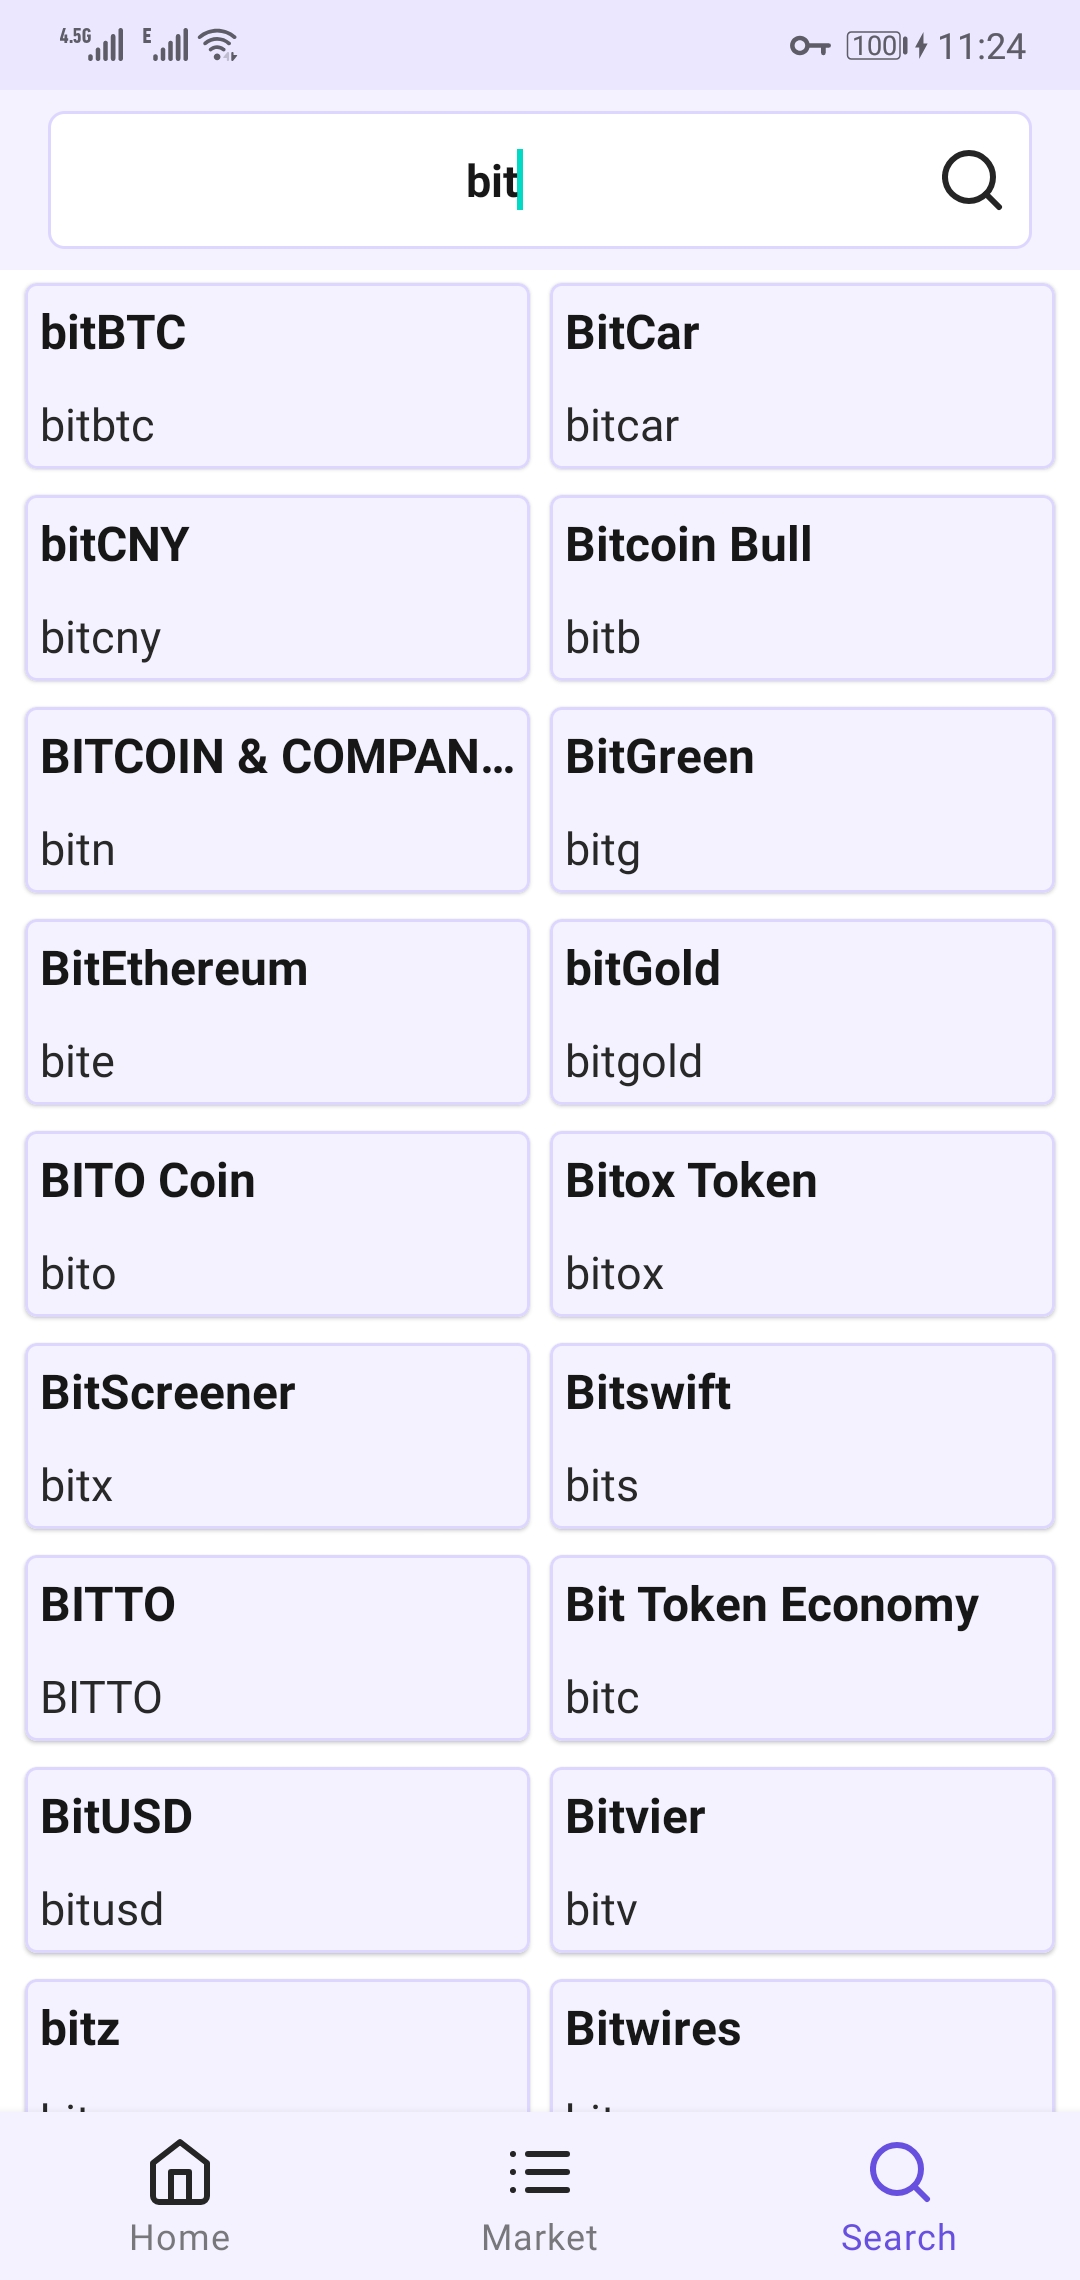 4.5G E 100 11:24
bit
bitBTC BitCar
bitbtc bitcar
bitCNY Bitcoin Bull
bitcny bitb
BITCOIN & COMPAN... BitGreen
bitn bitg
BitEthereum bitGold
bite bitgold
BITO Coin Bitox Token
bito bitox
BitScreener Bitswift
bitx bits
BITTO Bit Token Economy
BITTO bitc
BitUSD Bitvier
bitusd bitv
bitz Bitwires
Home Market Search